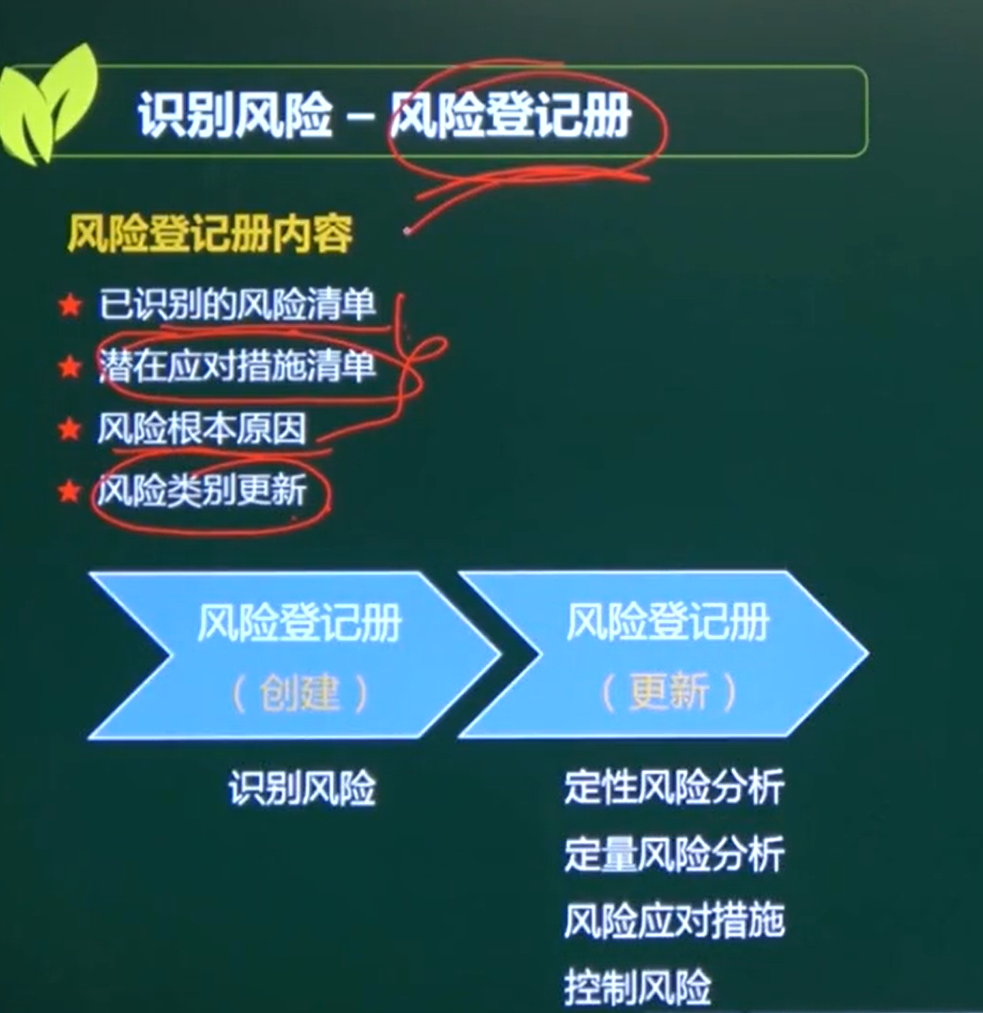 识别风险 – 风险登记册
风险登记册内容
★ 已识别的风险清单
★ 潜在应对措施清单
★ 风险根本原因
★ 风险类别更新
风险登记册
（创建）
识别风险
风险登记册
（更新）
定性风险分析
定量风险分析
风险应对措施
控制风险